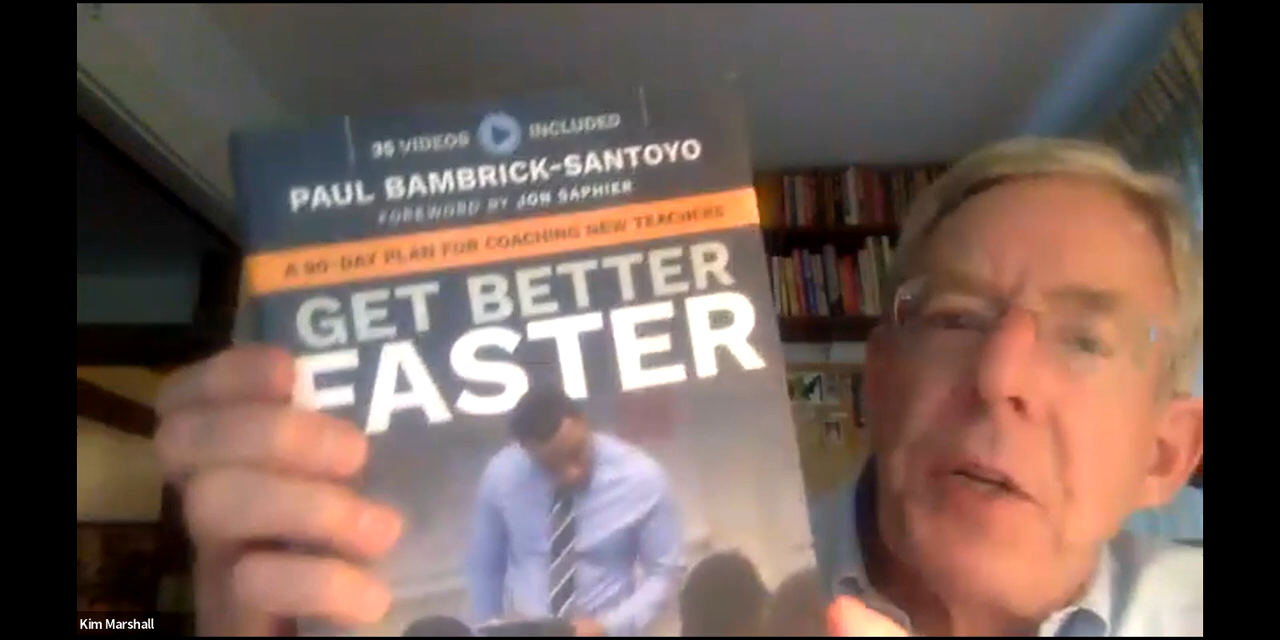 35 VIDEOS INCLUDED
PAUL BAMBRICK-SANTOYO
FOREWORD BY JON SAPHIER
A 90-DAY PLAN FOR COACHING NEW TEACHERS
GET BETTER
FASTER
Kim Marshall